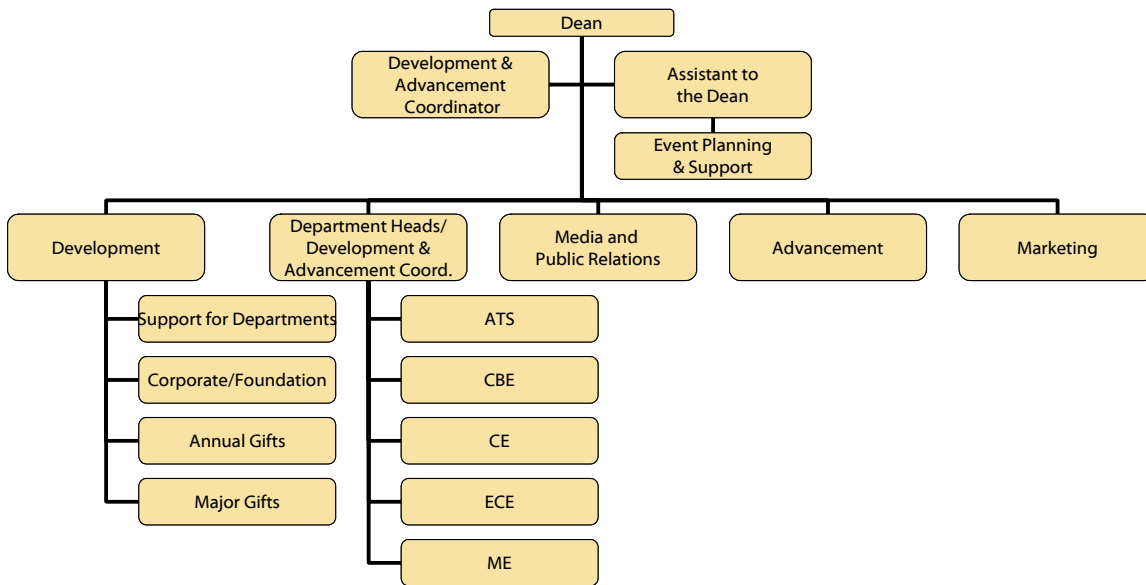 Dean
Development &
Advancement
Coordinator
Assistant to
the Dean
Event Planning
& Support
Development
Department Heads/
Development &
Advancement Coord.
Media and
Public Relations
Advancement
Marketing
Support for Departments
Corporate/Foundation
Annual Gifts
Major Gifts
ATS
CBE
CE
ECE
ME